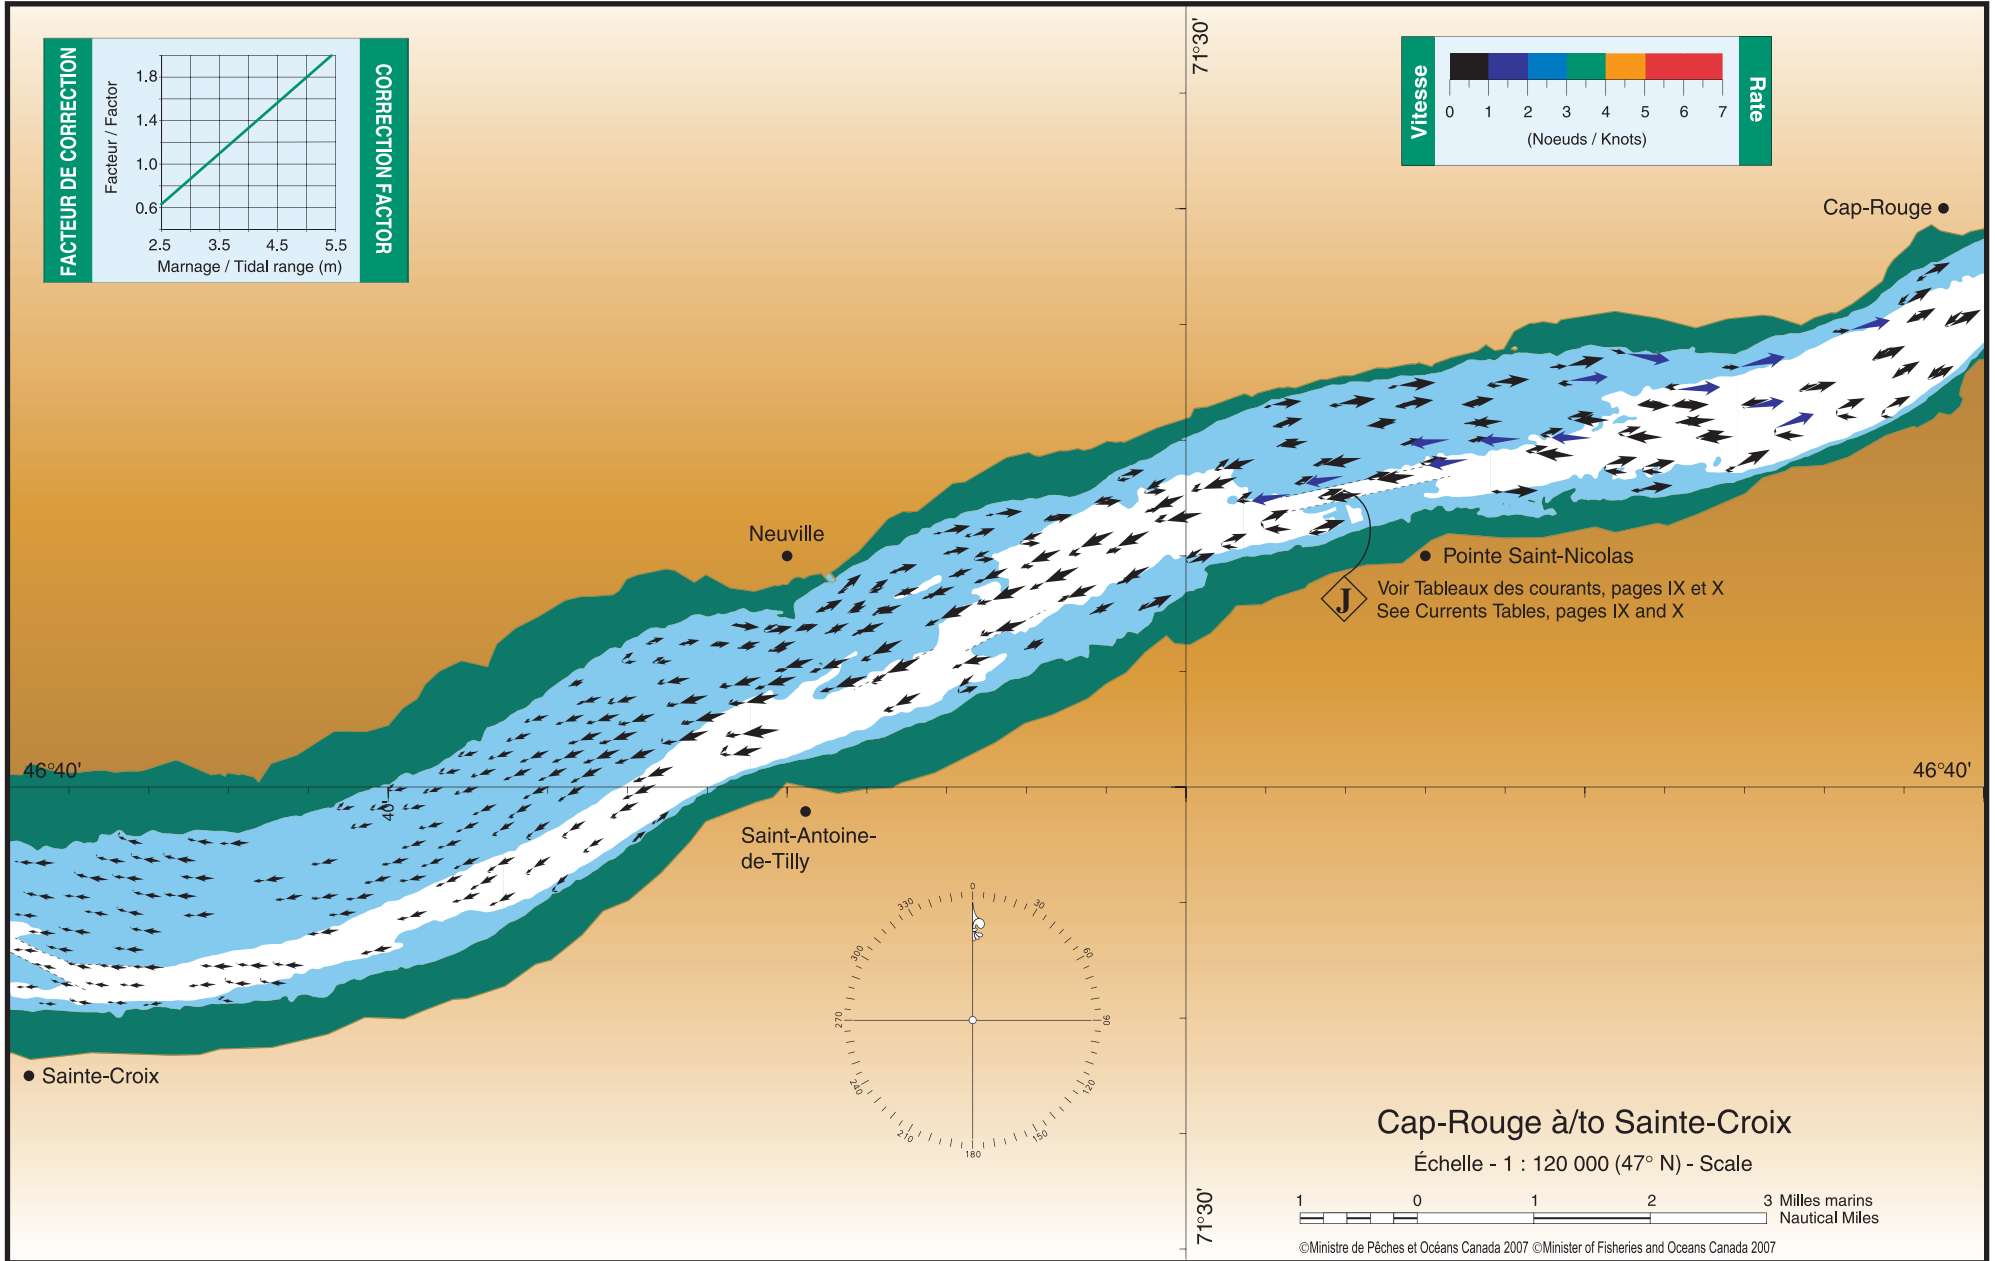 FACTEUR DE CORRECTION
CORRECTION FACTOR
Facteur / Factor
1.8
1.4
1.0
0.6
2.5 3.5 4.5 5.5
Marnage / Tidal range (m)
71°30'
Vitesse
Rate
0 1 2 3 4 5 6 7
(Noeuds / Knots)
Cap-Rouge
Neuville
Pointe Saint-Nicolas
J
Voir Tableaux des courants, pages IX et X
See Currents Tables, pages IX and X
46°40'
46°40'
40'
Saint-Antoine-
de-Tilly
0
30
60
90
120
150
180
210
240
270
300
330
Sainte-Croix
Cap-Rouge à/to Sainte-Croix
Échelle - 1 : 120 000 (47° N) - Scale
71°30'
1 0 1 2 3 Milles marins
Nautical Miles
©Ministre de Pêches et Océans Canada 2007 ©Minister of Fisheries and Oceans Canada 2007